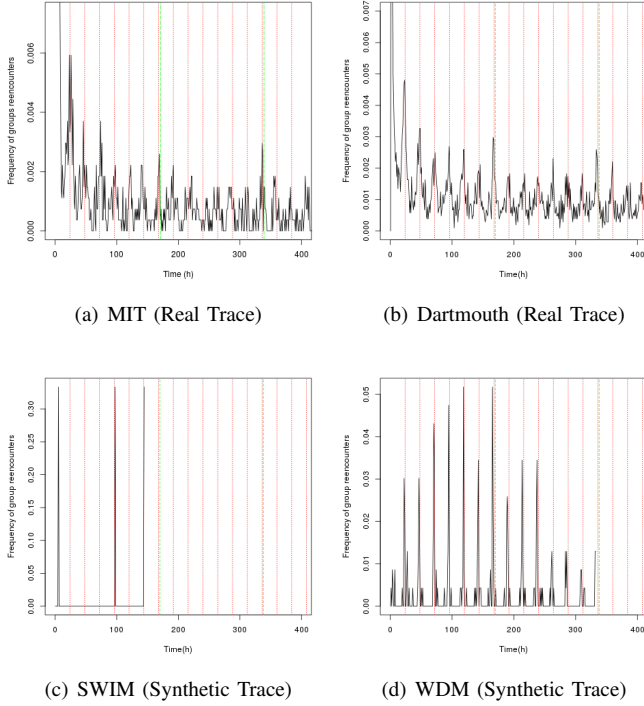 0.000 0.002 0.004 0.006
Frequency of groups reencounters
0 100 200 300 400
Time (h)
(a) MIT (Real Trace)
0.000 0.001 0.002 0.003 0.004 0.005 0.006 0.007
Frequency of groups reencounters
0 100 200 300 400
Time(h)
(b) Dartmouth (Real Trace)
0.00 0.05 0.10 0.15 0.20 0.25 0.30
Frequency of group reencounters
0 100 200 300 400
Time(h)
(c) SWIM (Synthetic Trace)
0.00 0.01 0.02 0.03 0.04 0.05
Frequency of group reencounters
0 100 200 300 400
Time(h)
(d) WDM (Synthetic Trace)